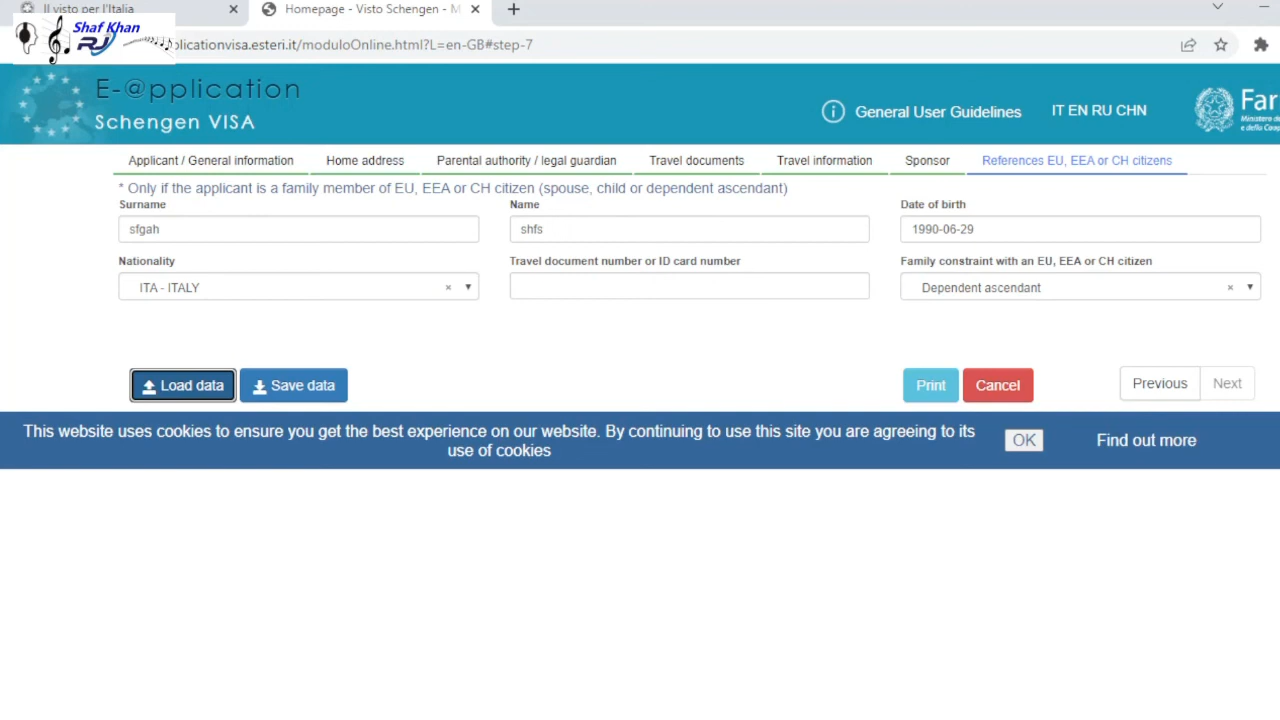 Il visto per l'Italia
Homepage - Visto Schengen - M
Shaf Khan
RJ
plicationvisa.esteri.it/moduloOnline.html?L=en-GB#step-7
E-@pplication
Schengen VISA
General User Guidelines
IT EN RU CHN
Far
Ministero de
e della Coop
Applicant / General information
Home address
Parental authority / legal guardian
Travel documents
Travel information
Sponsor
References EU, EEA or CH citizens
* Only if the applicant is a family member of EU, EEA or CH citizen (spouse, child or dependent ascendant)
Surname
Name
Date of birth
sfgah
shfs
1990-06-29
Nationality
Travel document number or ID card number
Family constraint with an EU, EEA or CH citizen
ITA - ITALY
Dependent ascendant
Load data
Save data
Print
Cancel
Previous
Next
This website uses cookies to ensure you get the best experience on our website. By continuing to use this site you are agreeing to its
use of cookies
OK
Find out more